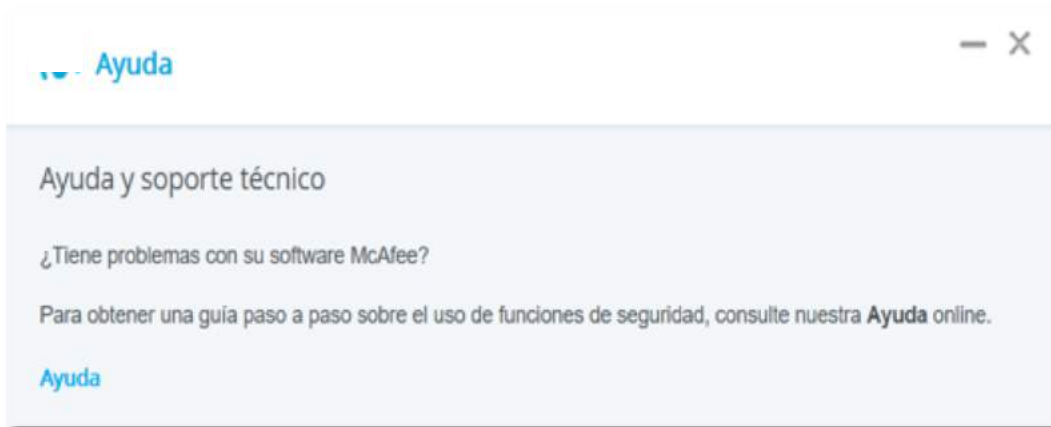 Ayuda
Ayuda y soporte técnico
¿Tiene problemas con su software McAfee?
Para obtener una guía paso a paso sobre el uso de funciones de seguridad, consulte nuestra Ayuda online.
Ayuda